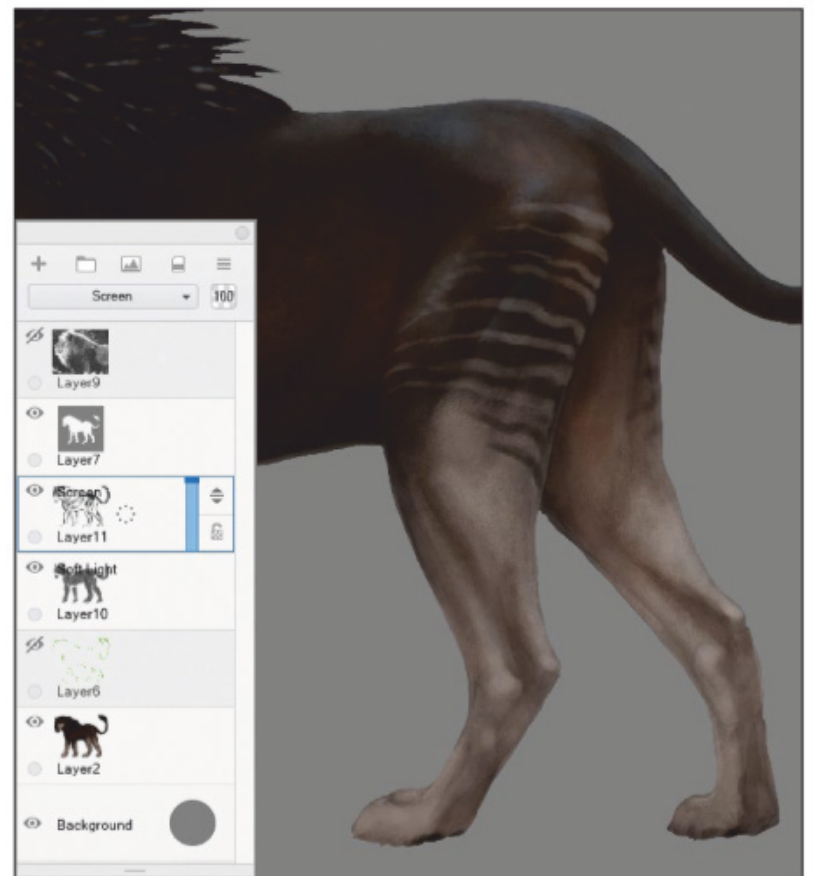 Screen
100
Layer9
Layer7
Screen
Layer11
Soft Light
Layer10
Layer6
Layer2
Background